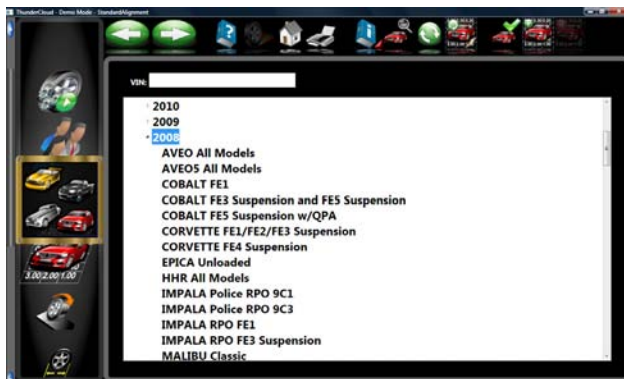 ThunderCloud - Demo Mode - StandardAlignment
VIN:
2010
2009
2008
AVEO All Models
AVEO5 All Models
COBALT FE1
COBALT FE3 Suspension and FE5 Suspension
COBALT FE5 Suspension w/QPA
CORVETTE FE1/FE2/FE3 Suspension
CORVETTE FE4 Suspension
EPICA Unloaded
HHR All Models
IMPALA Police RPO 9C1
IMPALA Police RPO 9C3
IMPALA RPO FE1
IMPALA RPO FE3 Suspension
MALIBU Classic
3.00 2.00 1.00